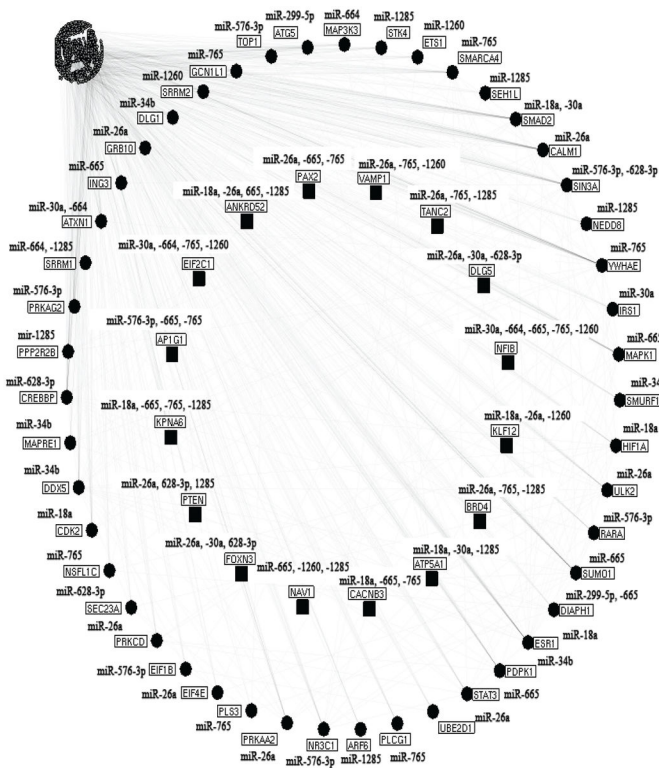 miR-664
MAP3K3
miR-299-5p
ATG5
miR-1285
STK4
miR-576-3p
TOP1
miR-1260
ETS1
miR-765
GCN1L1
miR-765
SMARCA4
miR-1260
SRRM2
miR-1285
SEH1L
miR-34b
DLG1
miR-18a, -30a
SMAD2
miR-26a
GRB10
miR-26a
CALM1
miR-665
ING3
miR-576-3p, -628-3p
SIN3A
miR-30a, -664
ATXN1
miR-1285
NEDD8
miR-664, -1285
SRRM1
miR-765
YWHAE
miR-576-3p
PRKAG2
miR-30a
IRS1
mir-1285
PPP2R2B
miR-665
MAPK1
miR-628-3p
CREBBP
miR-34
SMURF1
miR-34b
MAPRE1
miR-18a
HIF1A
miR-34b
DDX5
miR-26a
ULK2
miR-18a
CDK2
miR-576-3p
RARA
miR-765
NSFL1C
miR-665
SUMO1
miR-628-3p
SEC23A
miR-299-5p, -665
DIAPH1
miR-26a
PRKCD
miR-18a
ESR1
miR-576-3p
EIF1B
miR-34b
PDPK1
miR-26a
EIF4E
miR-665
STAT3
miR-765
PLS3
miR-26a
UBE2D1
miR-26a
PRKAA2
miR-765
PLCG1
miR-576-3p
NR3C1
miR-1285
ARF6
miR-26a, -665, -765
PAX2
miR-26a, -765, -1260
VAMP1
miR-18a, -26a, 665, -1285
ANKRD52
miR-26a, -765, -1285
TANC2
miR-30a, -664, -765, -1260
EIF2C1
miR-26a, -30a, -628-3p
DLG5
miR-576-3p, -665, -765
AP1G1
miR-30a, -664, -665, -765, -1260
NFIB
miR-18a, -665, -765, -1285
KPNA6
miR-18a, -26a, -1260
KLF12
miR-26a, 628-3p, 1285
PTEN
miR-26a, -765, -1285
BRD4
miR-26a, -30a, 628-3p
FOXN3
miR-18a, -30a, -1285
ATP5A1
miR-665, -1260, -1285
NAV1
miR-18a, -665, -765
CACNB3